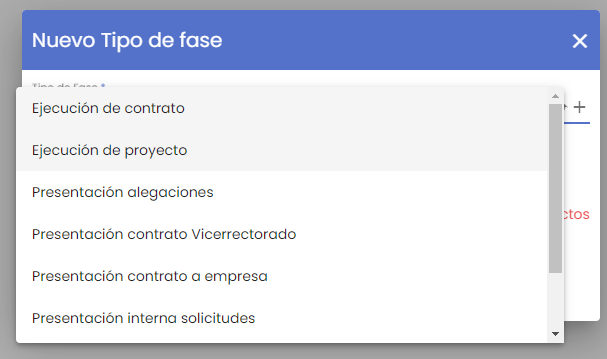 Nuevo Tipo de fase
Tipo de Fase *
Ejecución de contrato
Ejecución de proyecto
Presentación alegaciones
Presentación contrato Vicerrectorado
ctos
Presentación contrato a empresa
Presentación interna solicitudes